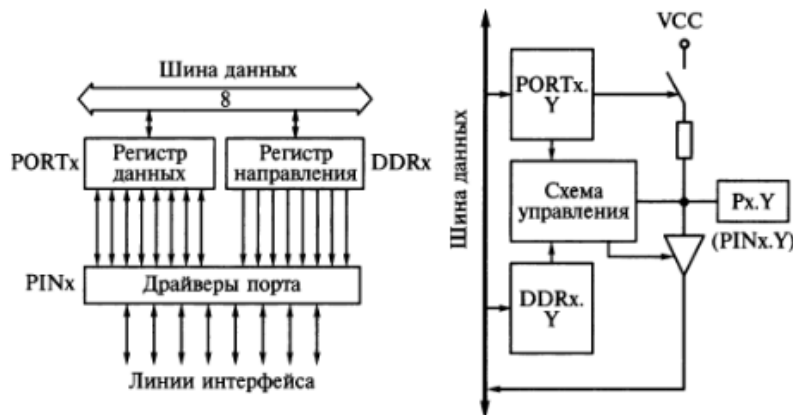 Шина данных
8
PORTx
Регистр
данных
Регистр
направления
DDRx
PINx
Драйверы порта
Линии интерфейса
VCC
Шина данных
PORTx.
Y
Схема
управления
Px.Y
(PINx.Y)
DDRx.
Y